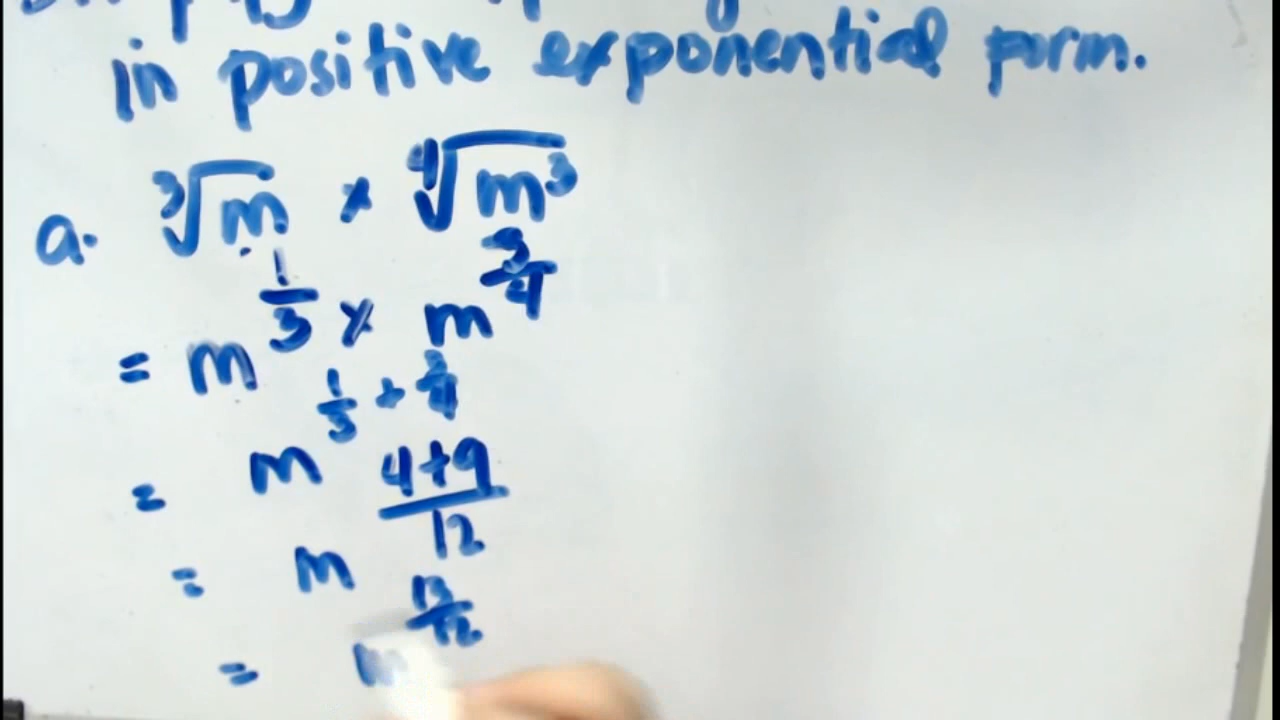 in positive exponential form.
a. ∛m × ∜m³
= m^(1/3) × m^(3/4)
= m^(1/3 + 3/4)
= m^((4+9)/12)
= m^(13/12)